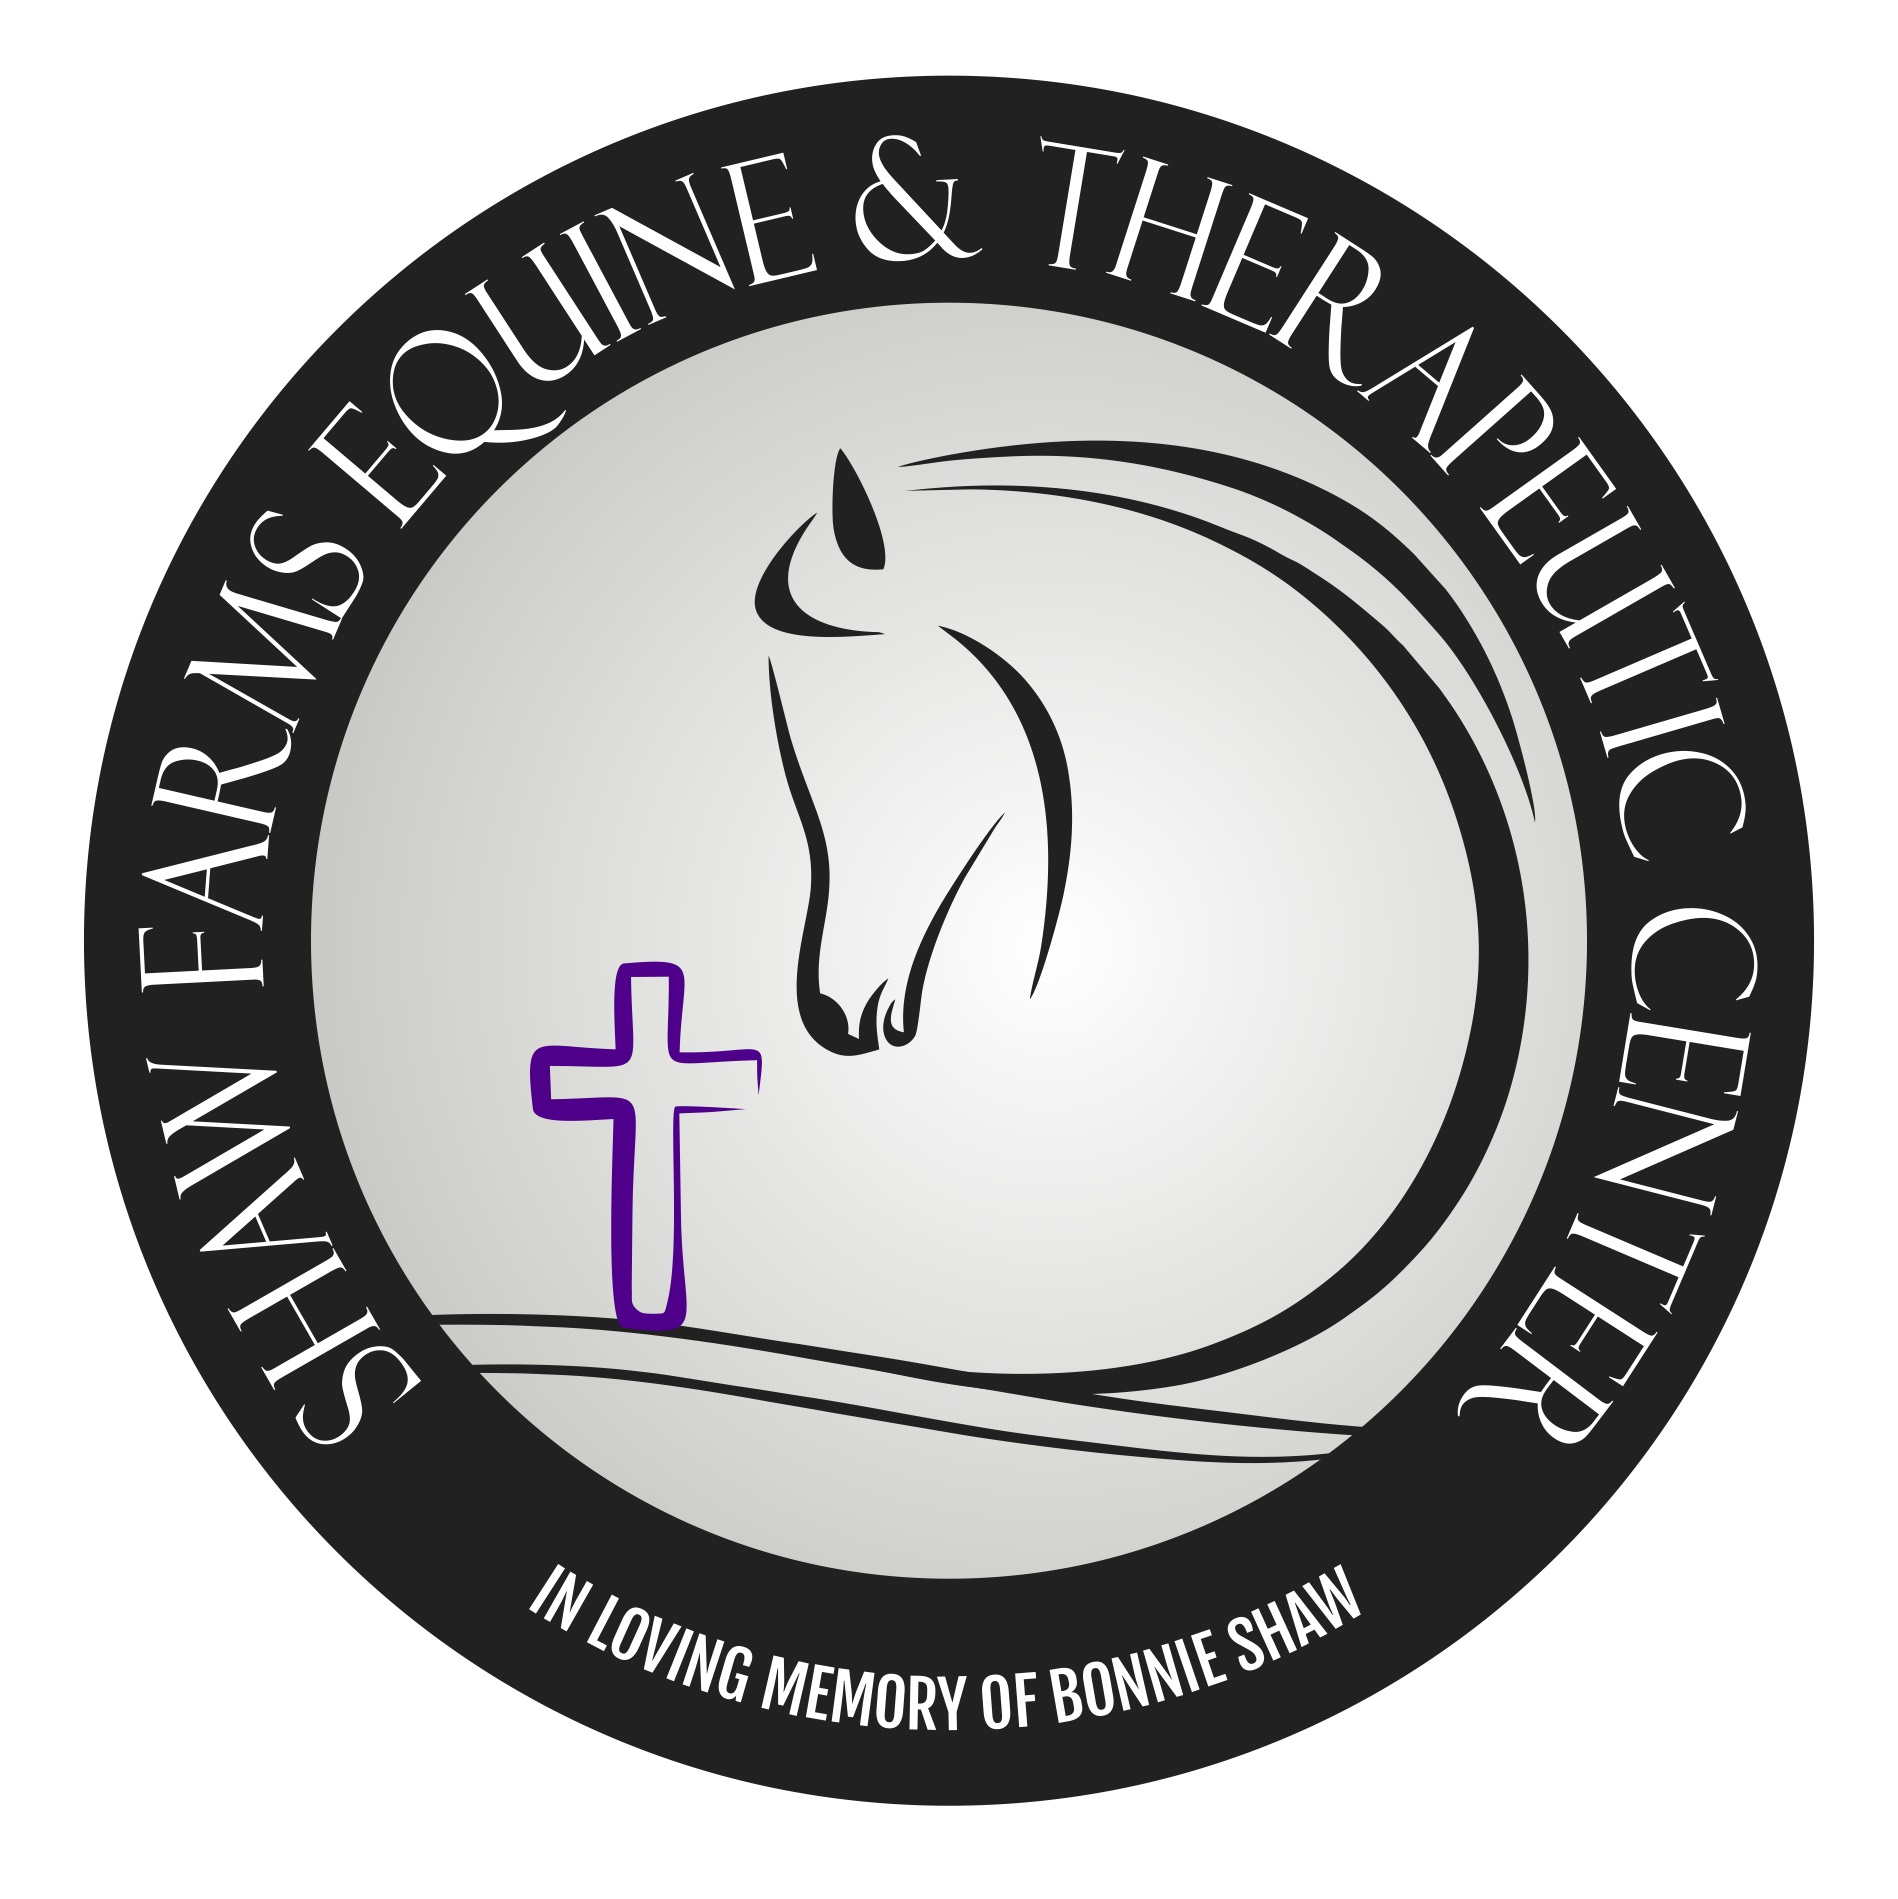 SHAW FARMS EQUINE & THERAPEUTIC CENTER
IN LOVING MEMORY OF BONNIE SHAW